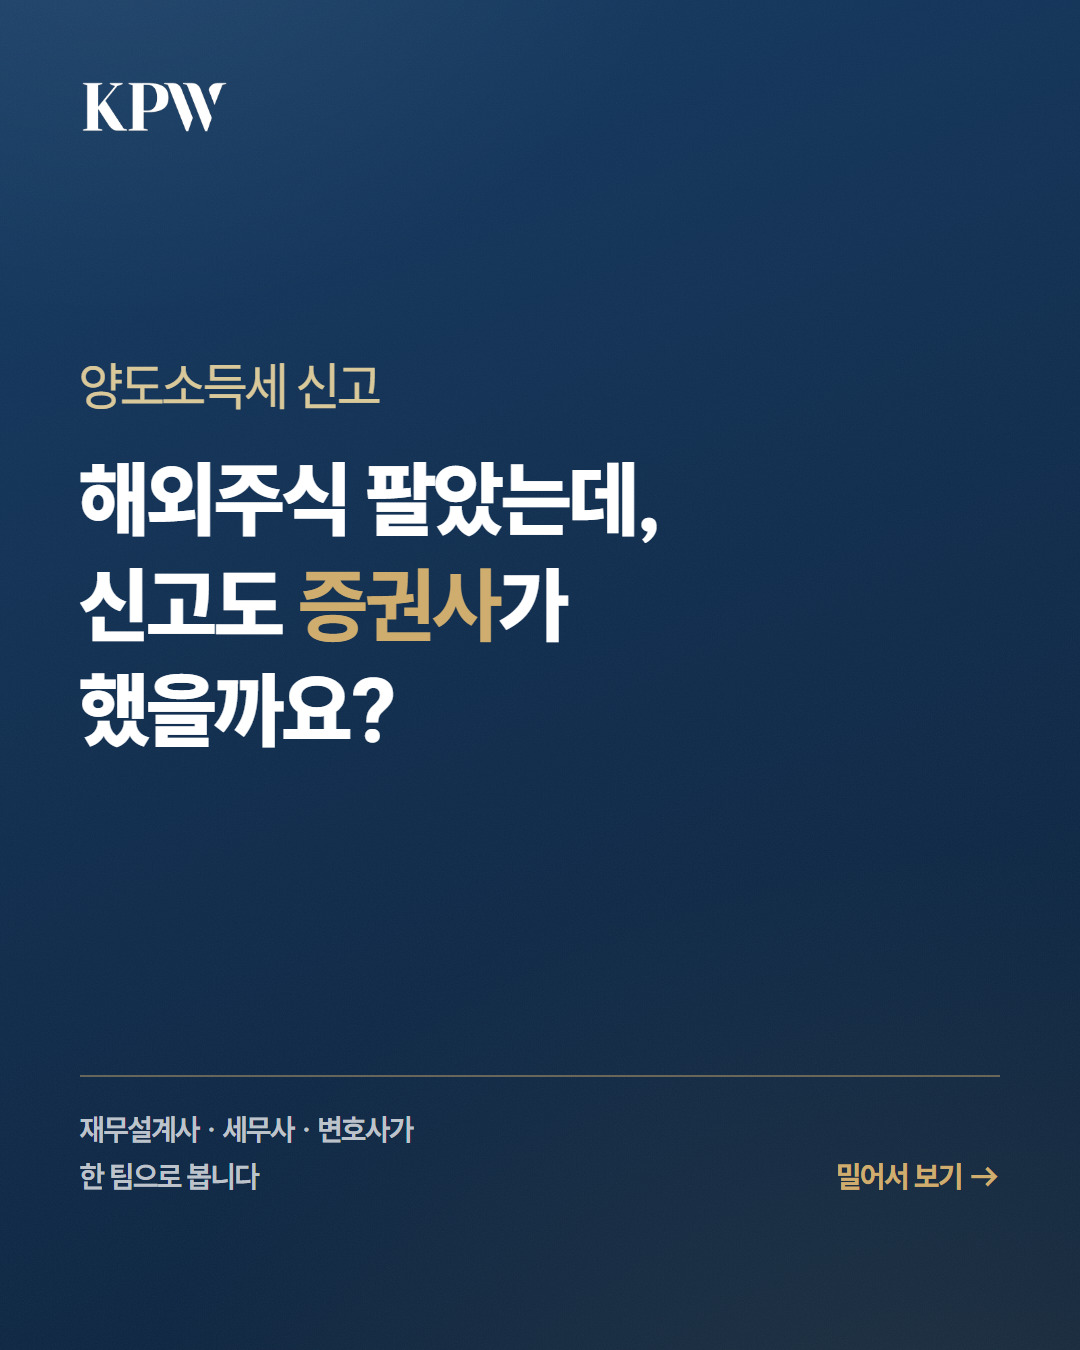 KPW
양도소득세 신고
해외주식 팔았는데,
신고도 증권사가
했을까요?
재무설계사 · 세무사 · 변호사가
한 팀으로 봅니다
밀어서 보기 →